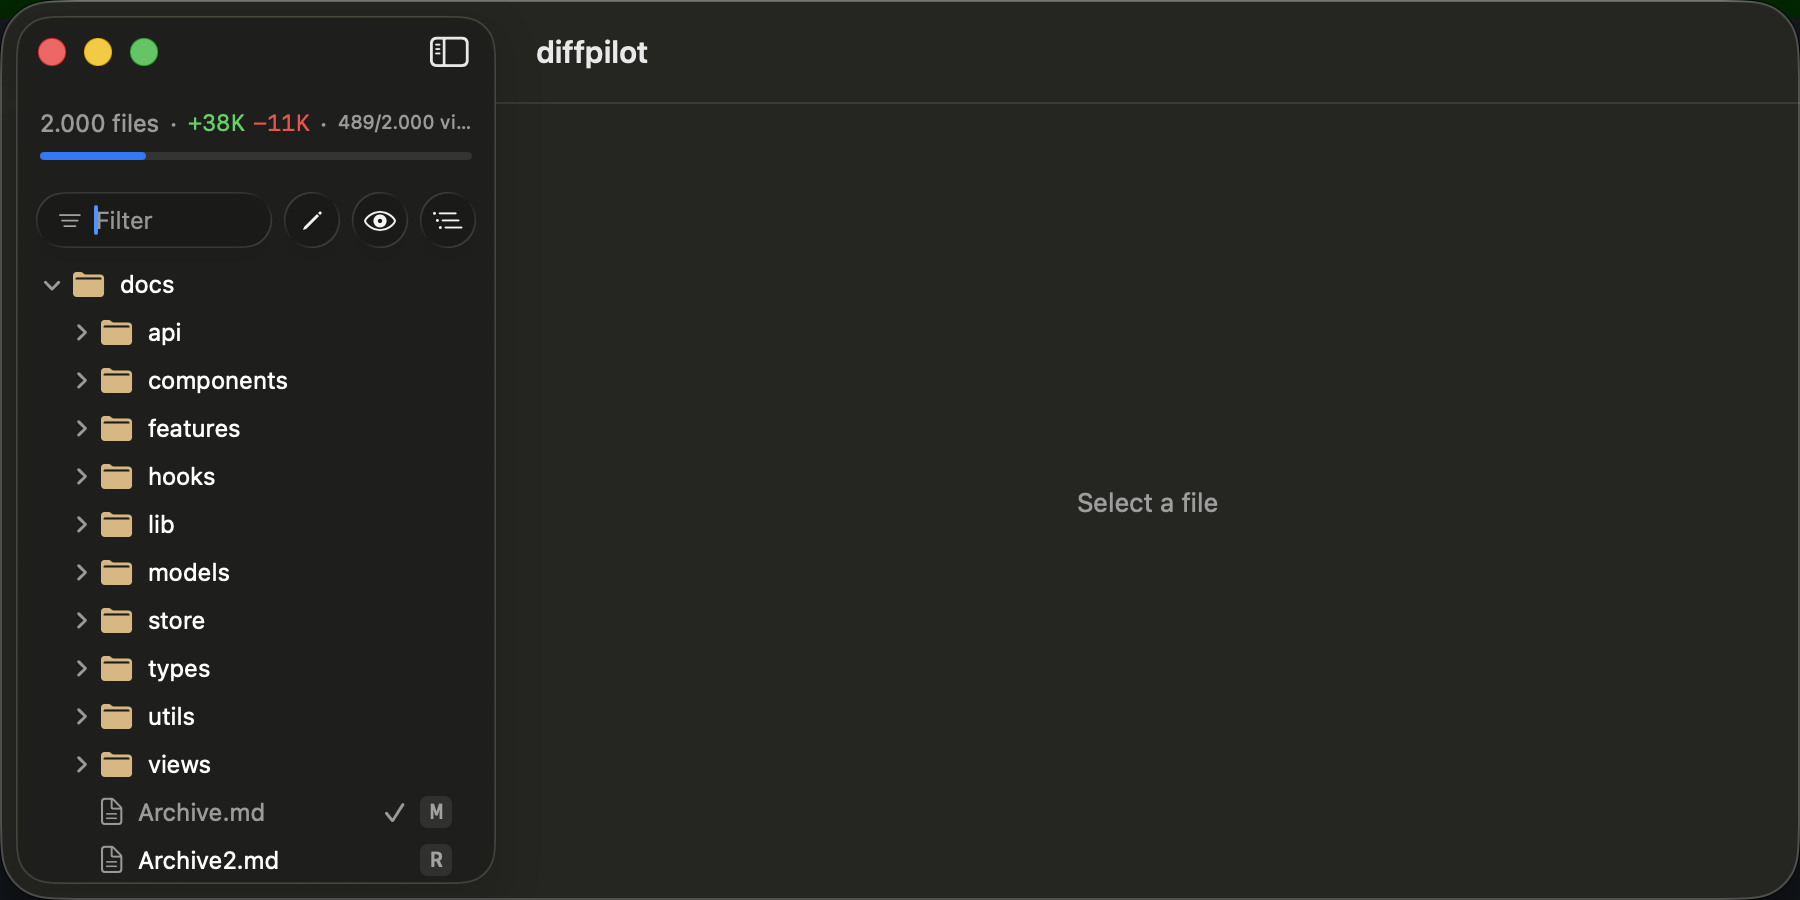 diffpilot
2.000 files · +38K −11K · 489/2.000 vi…
Filter
docs
api
components
features
hooks
lib
models
store
types
utils
views
Archive.md M
Archive2.md R
Select a file